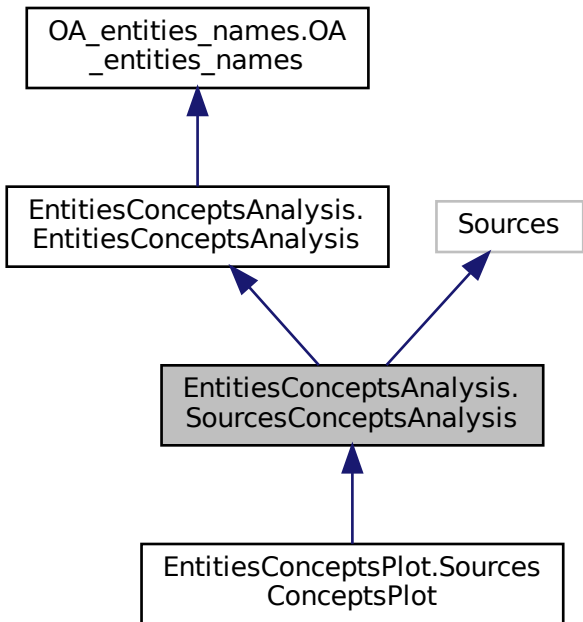 OA_entities_names.OA
_entities_names
EntitiesConceptsAnalysis.
EntitiesConceptsAnalysis
Sources
EntitiesConceptsAnalysis.
SourcesConceptsAnalysis
EntitiesConceptsPlot.Sources
ConceptsPlot